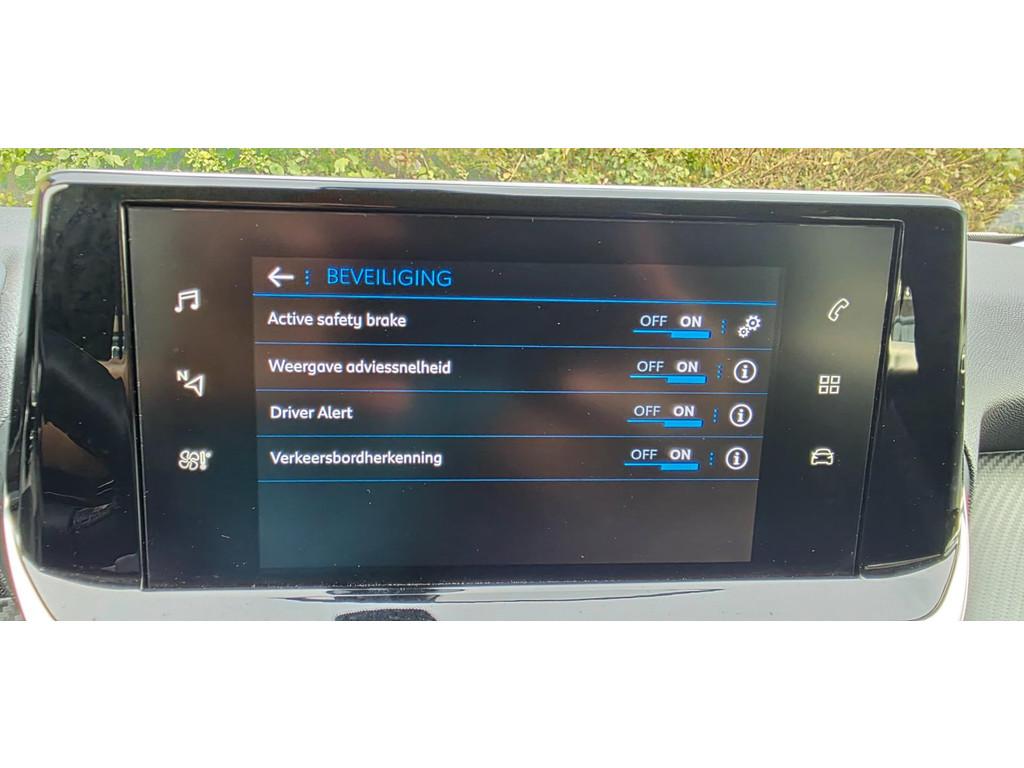 BEVEILIGING
Active safety brake OFF ON
Weergave adviessnelheid OFF ON
Driver Alert OFF ON
Verkeersbordherkenning OFF ON
N